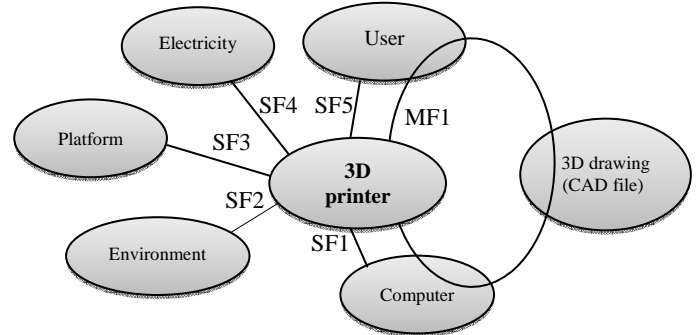 Electricity
User
SF4
SF5
MF1
Platform
SF3
3D
printer
3D drawing
(CAD file)
SF2
Environment
SF1
Computer